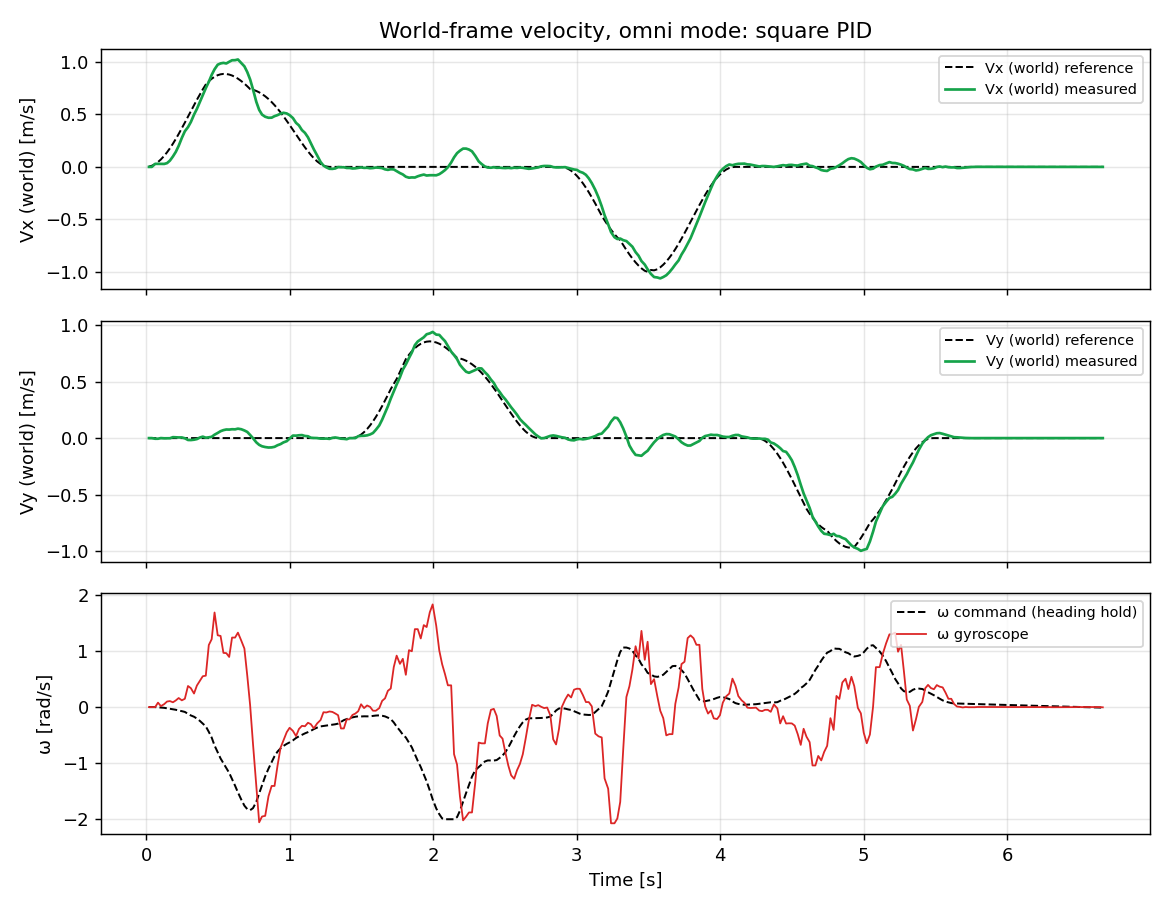 World-frame velocity, omni mode: square PID
Vx (world) [m/s]
1.0
0.5
0.0
−0.5
−1.0
Vx (world) reference
Vx (world) measured
Vy (world) [m/s]
1.0
0.5
0.0
−0.5
−1.0
Vy (world) reference
Vy (world) measured
ω [rad/s]
2
1
0
−1
−2
ω command (heading hold)
ω gyroscope
0 1 2 3 4 5 6
Time [s]